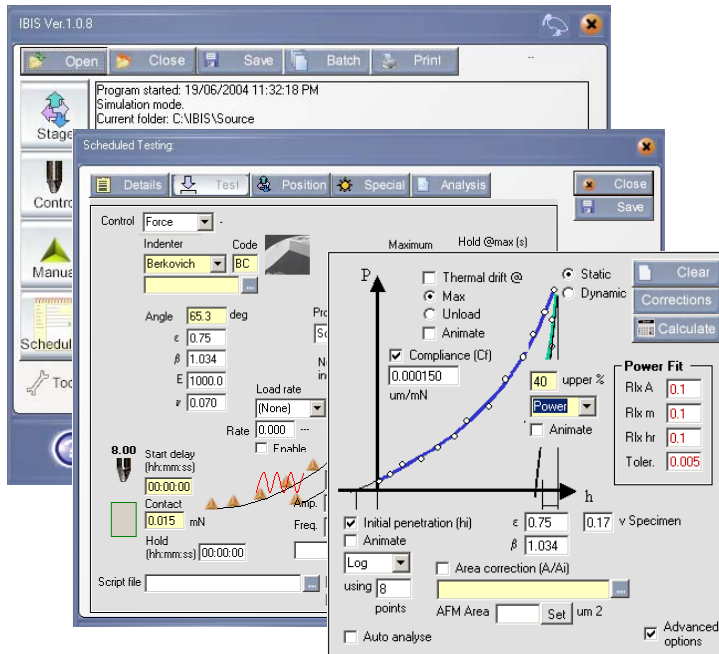 IBIS Ver.1.0.8
Open Close Save Batch Print --
Program started: 19/06/2004 11:32:18 PM
Simulation mode.
Current folder: C:\IBIS\Source
Stage
Manua
Schedul
Scheduled Testing:
Details Test Position Special Analysis Close
Save
Control Force -
Indenter Code Maximum Hold @max (s)
Berkovich BC
...
Angle 65.3 deg
ε 0.75
β 1.034
E 1000.0
ν 0.070
Load rate
(None)
Rate 0.000 ---
Enable
8.00 Start delay
(hh:mm:ss)
00:00:00
Contact
0.015 mN
Amp.
Freq.
Hold
(hh:mm:ss) 00:00:00
Script file ...
P Thermal drift @ Static Clear
Max Dynamic
Unload Corrections
Animate Calculate
Compliance (Cf)
0.000150
um/mN
40 upper %
Power
Animate
Power Fit
Rlx A 0.1
Rlx m 0.1
Rlx hr 0.1
Toler. 0.005
h
Initial penetration (hi) ε 0.75 0.17 v Specimen
Animate β 1.034
Log Area correction (A/Ai)
using 8 ...
points AFM Area Set um 2
Auto analyse Advanced
options